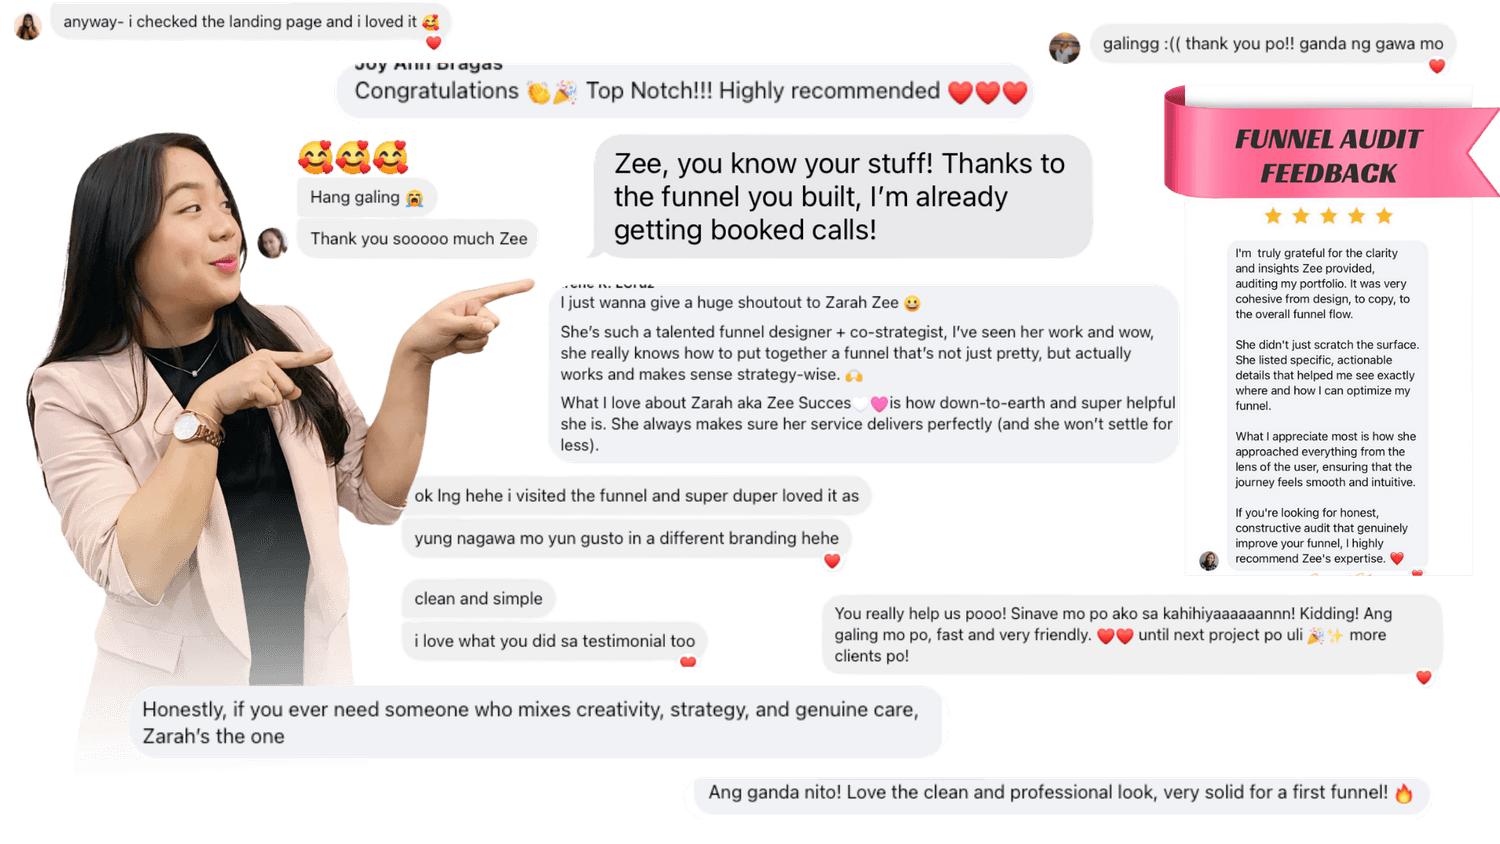 anyway- i checked the landing page and i loved it 🥰
galingg :(( thank you po!! ganda ng gawa mo
Joy Ann Bragas
Congratulations 👏🎉 Top Notch!!! Highly recommended ❤️❤️❤️
🥰🥰🥰
Hang galing 😭
Thank you sooooo much Zee
Zee, you know your stuff! Thanks to
the funnel you built, I’m already
getting booked calls!
I just wanna give a huge shoutout to Zarah Zee 😀
She’s such a talented funnel designer + co-strategist, I’ve seen her work and wow,
she really knows how to put together a funnel that’s not just pretty, but actually
works and makes sense strategy-wise. 🙌
What I love about Zarah aka Zee Succes🤍🩷is how down-to-earth and super helpful
she is. She always makes sure her service delivers perfectly (and she won’t settle for
less).
FUNNEL AUDIT
FEEDBACK
I'm truly grateful for the clarity
and insights Zee provided,
auditing my portfolio. It was very
cohesive from design, to copy, to
the overall funnel flow.
She didn't just scratch the surface.
She listed specific, actionable
details that helped me see exactly
where and how I can optimize my
funnel.
What I appreciate most is how she
approached everything from the
lens of the user, ensuring that the
journey feels smooth and intuitive.
If you're looking for honest,
constructive audit that genuinely
improve your funnel, I highly
recommend Zee's expertise. ❤️
ok lng hehe i visited the funnel and super duper loved it as
yung nagawa mo yun gusto in a different branding hehe
clean and simple
i love what you did sa testimonial too
You really help us pooo! Sinave mo po ako sa kahihiyaaaaaannn! Kidding! Ang
galing mo po, fast and very friendly. ❤️❤️ until next project po uli 🎉✨ more
clients po!
Honestly, if you ever need someone who mixes creativity, strategy, and genuine care,
Zarah’s the one
Ang ganda nito! Love the clean and professional look, very solid for a first funnel! 🔥